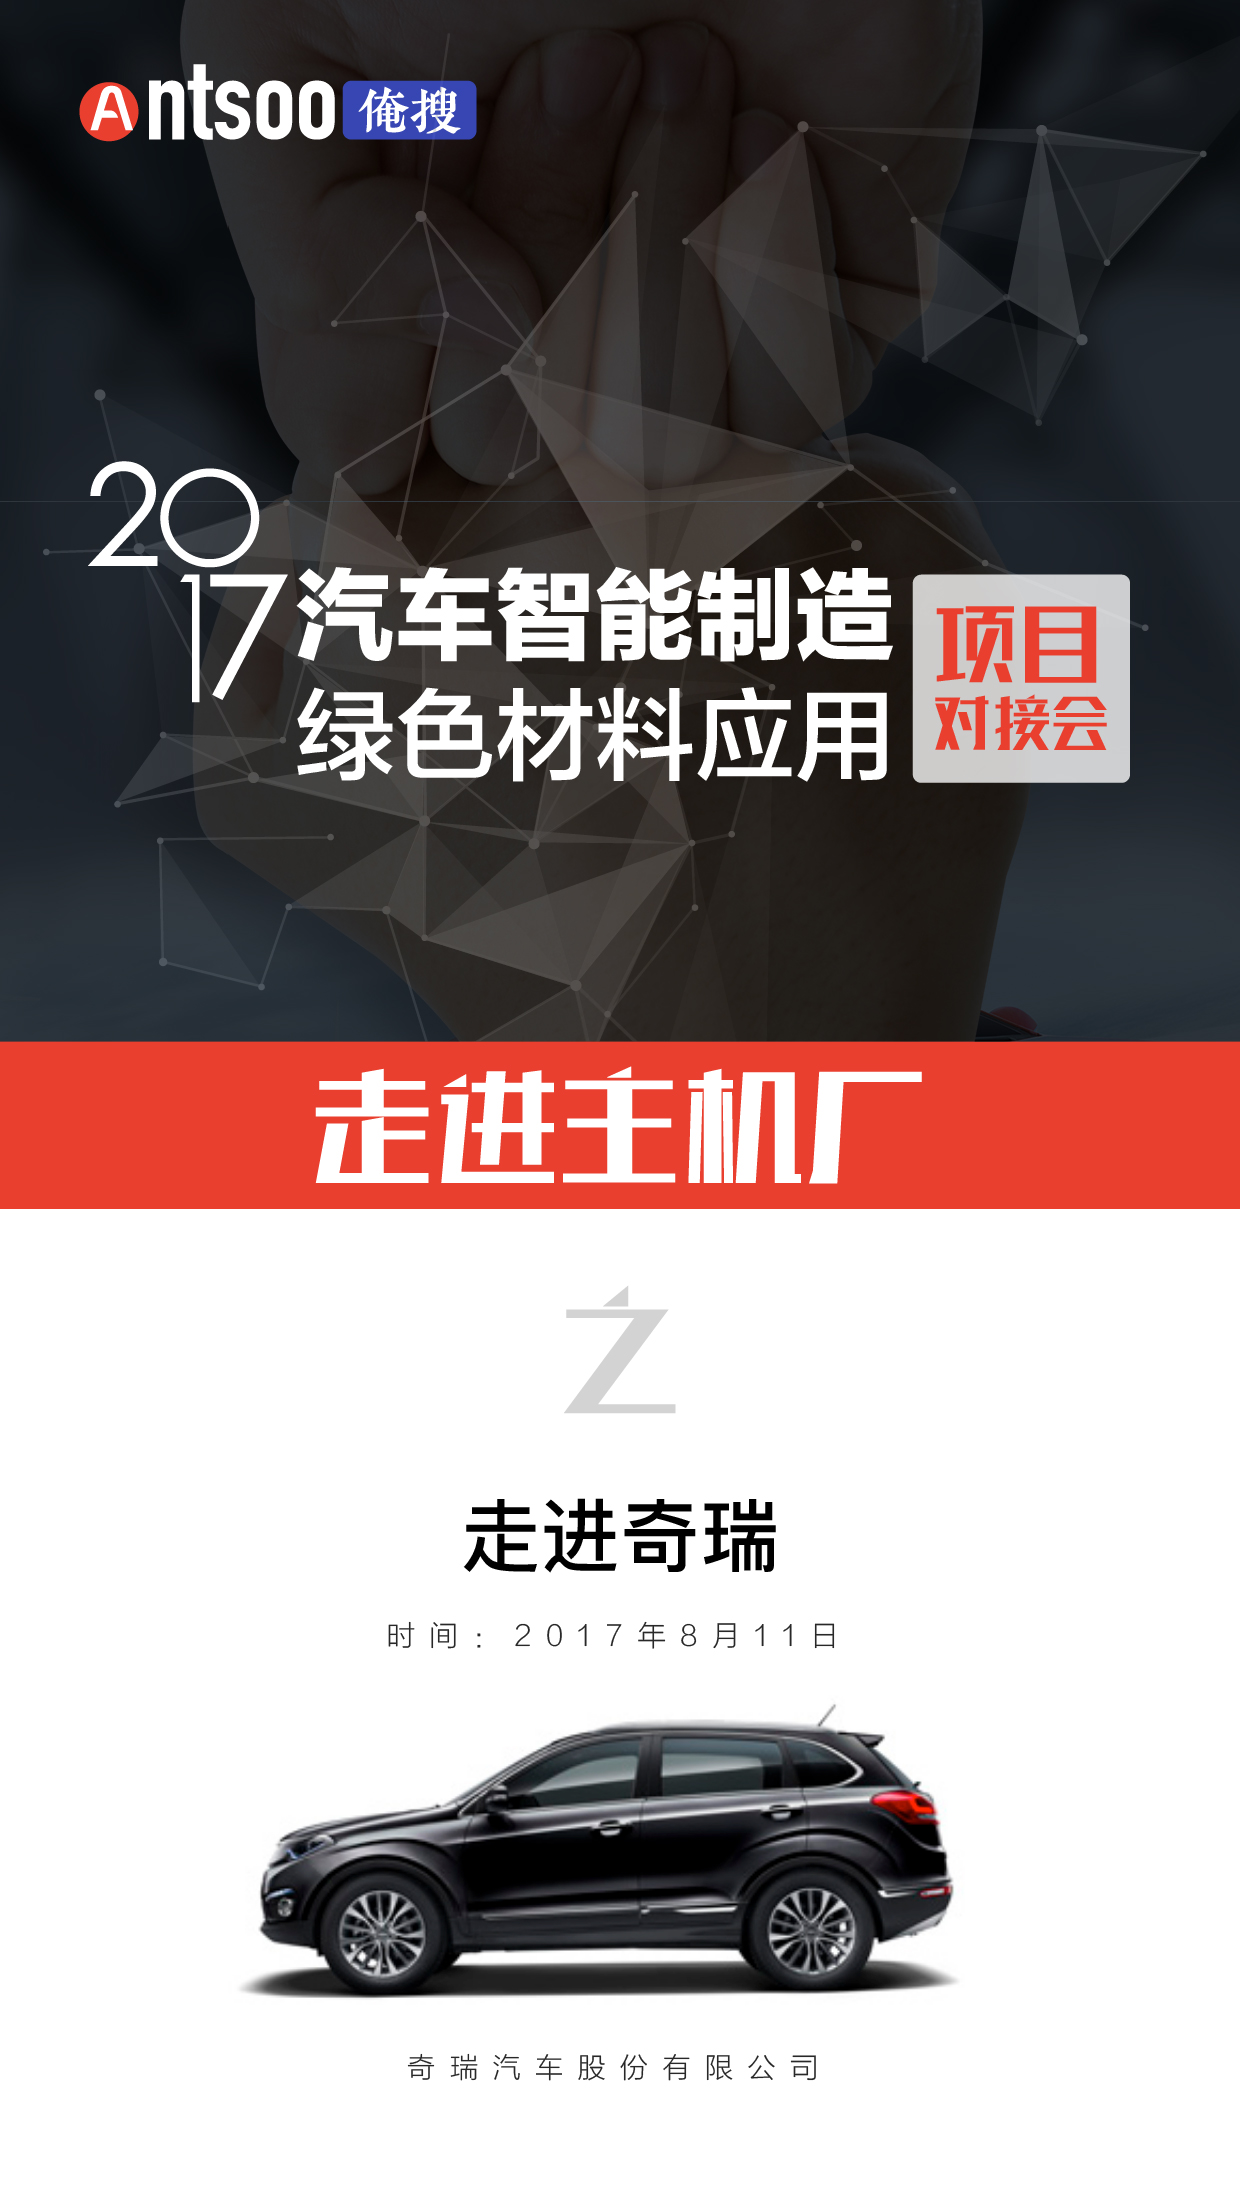 Antsoo 俺搜
2017
汽车智能制造
绿色材料应用
项目
对接会
走进主机厂
之
走进奇瑞
时间：2017年8月11日
奇瑞汽车股份有限公司